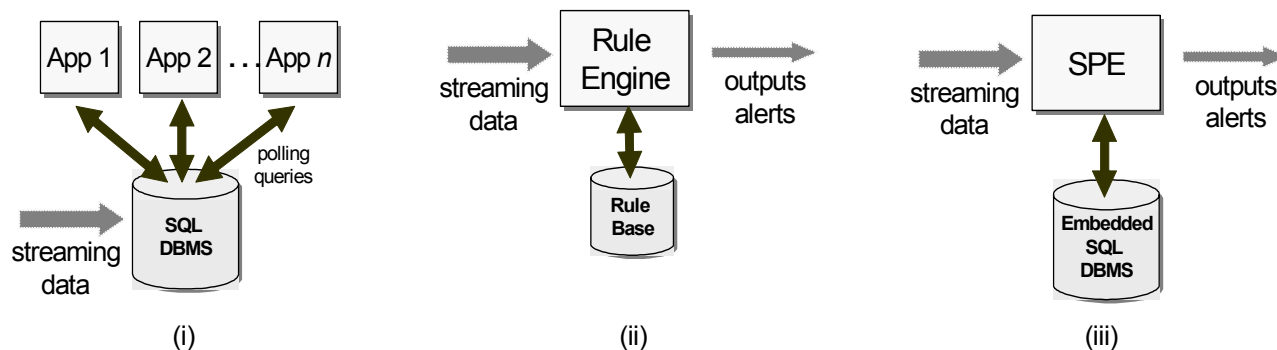 App 1
App 2
...
App n
polling
queries
SQL
DBMS
streaming
data
(i)
Rule
Engine
streaming
data
outputs
alerts
Rule
Base
(ii)
SPE
streaming
data
outputs
alerts
Embedded
SQL
DBMS
(iii)